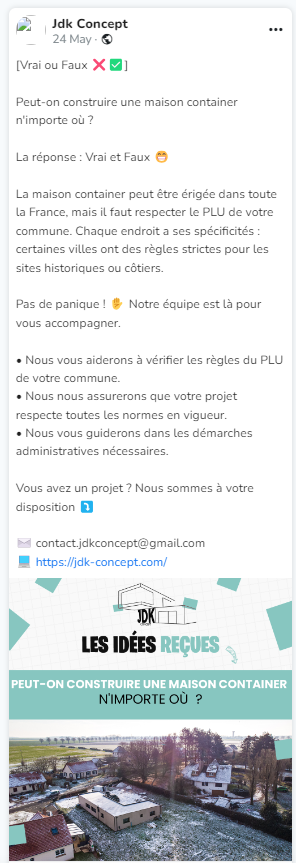 Jdk Concept
24 May ·
[Vrai ou Faux ❌ ✅]
Peut-on construire une maison container
n'importe où ?
La réponse : Vrai et Faux 😁
La maison container peut être érigée dans toute
la France, mais il faut respecter le PLU de votre
commune. Chaque endroit a ses spécificités :
certaines villes ont des règles strictes pour les
sites historiques ou côtiers.
Pas de panique ! ✋ Notre équipe est là pour
vous accompagner.
• Nous vous aiderons à vérifier les règles du PLU
de votre commune.
• Nous nous assurerons que votre projet
respecte toutes les normes en vigueur.
• Nous vous guiderons dans les démarches
administratives nécessaires.
Vous avez un projet ? Nous sommes à votre
disposition ⤵️
✉️ contact.jdkconcept@gmail.com
💻 https://jdk-concept.com/
JDK
LES IDÉES REÇUES
PEUT-ON CONSTRUIRE UNE MAISON CONTAINER
N'IMPORTE OÙ ?